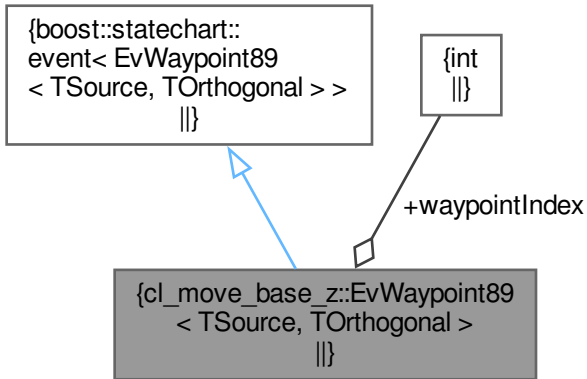 {boost::statechart::
event< EvWaypoint89
< TSource, TOrthogonal > >
||}
{int
||}
+waypointIndex
{cl_move_base_z::EvWaypoint89
< TSource, TOrthogonal >
||}